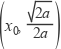 (x₀, √2a / 2a)